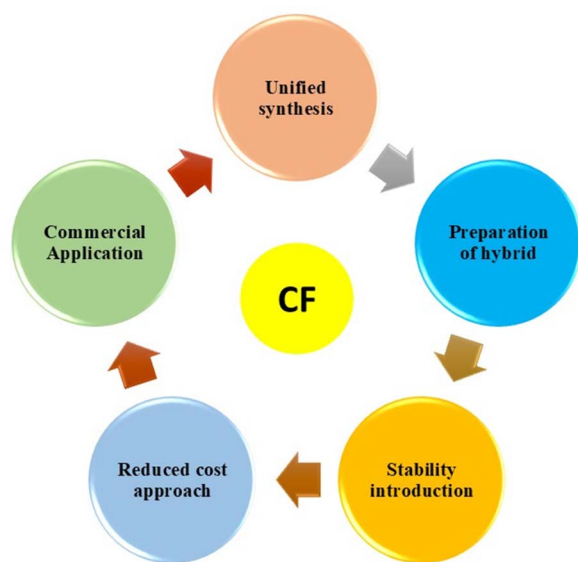 Unified
synthesis
Preparation
of hybrid
Stability
introduction
Reduced cost
approach
Commercial
Application
CF